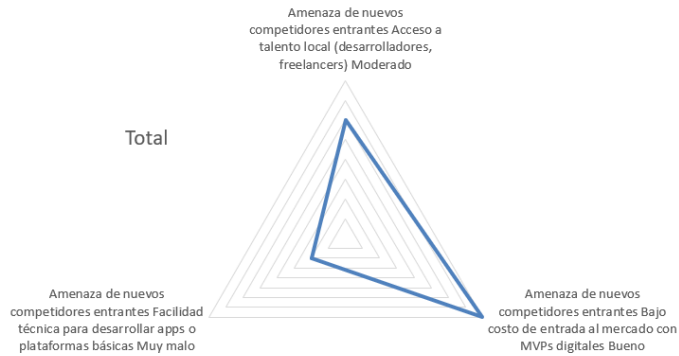 Amenaza de nuevos
competidores entrantes Acceso a
talento local (desarrolladores,
freelancers) Moderado
Total
Amenaza de nuevos
competidores entrantes Facilidad
técnica para desarrollar apps o
plataformas básicas Muy malo
Amenaza de nuevos
competidores entrantes Bajo
costo de entrada al mercado con
MVPs digitales Bueno